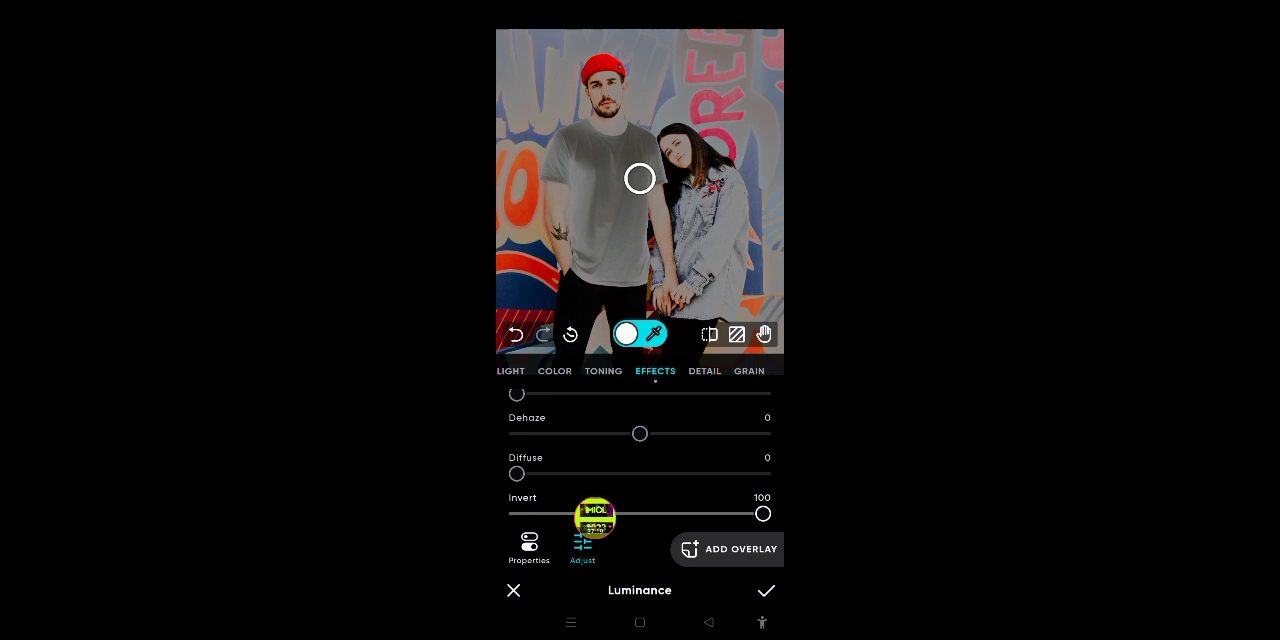 LIGHT COLOR TONING EFFECTS DETAIL GRAIN
Dehaze 0
Diffuse 0
Invert 100
Properties Adjust ADD OVERLAY
Luminance